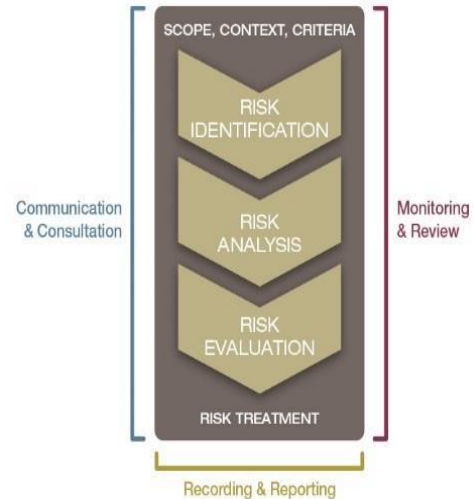 SCOPE, CONTEXT, CRITERIA
RISK
IDENTIFICATION
RISK
ANALYSIS
RISK
EVALUATION
RISK TREATMENT
Communication
& Consultation
Monitoring
& Review
Recording & Reporting